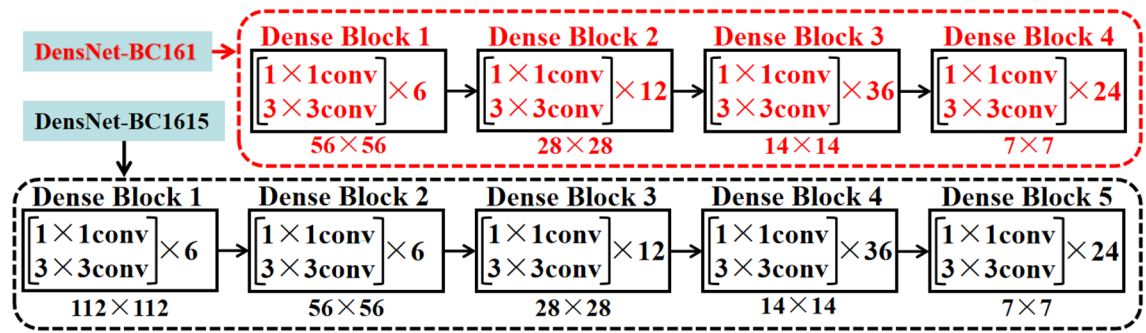 DensNet-BC161
Dense Block 1 Dense Block 2 Dense Block 3 Dense Block 4
1×1conv 3×3conv ×6
1×1conv 3×3conv ×12
1×1conv 3×3conv ×36
1×1conv 3×3conv ×24
56×56 28×28 14×14 7×7
DensNet-BC1615
Dense Block 1 Dense Block 2 Dense Block 3 Dense Block 4 Dense Block 5
1×1conv 3×3conv ×6
1×1conv 3×3conv ×6
1×1conv 3×3conv ×12
1×1conv 3×3conv ×36
1×1conv 3×3conv ×24
112×112 56×56 28×28 14×14 7×7